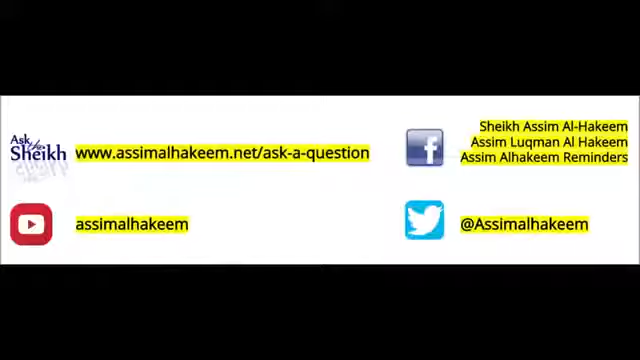 Ask
the
Sheikh
www.assimalhakeem.net/ask-a-question
Sheikh Assim Al-Hakeem
Assim Luqman Al Hakeem
Assim Alhakeem Reminders
assimalhakeem
@Assimalhakeem